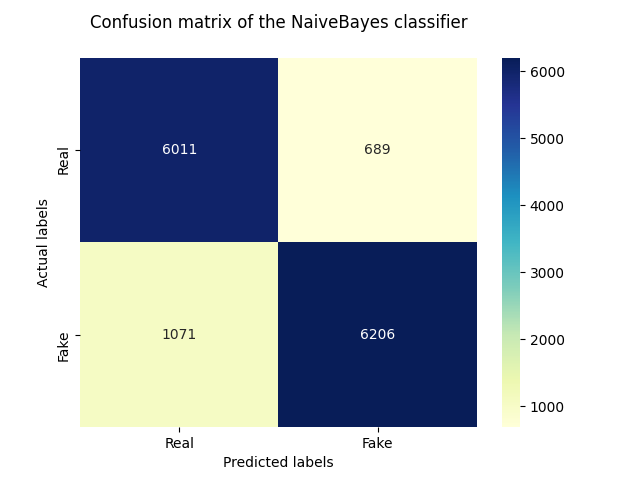 Confusion matrix of the NaiveBayes classifier
Real
Fake
Actual labels
6011
689
1071
6206
Real
Fake
Predicted labels
6000
5000
4000
3000
2000
1000